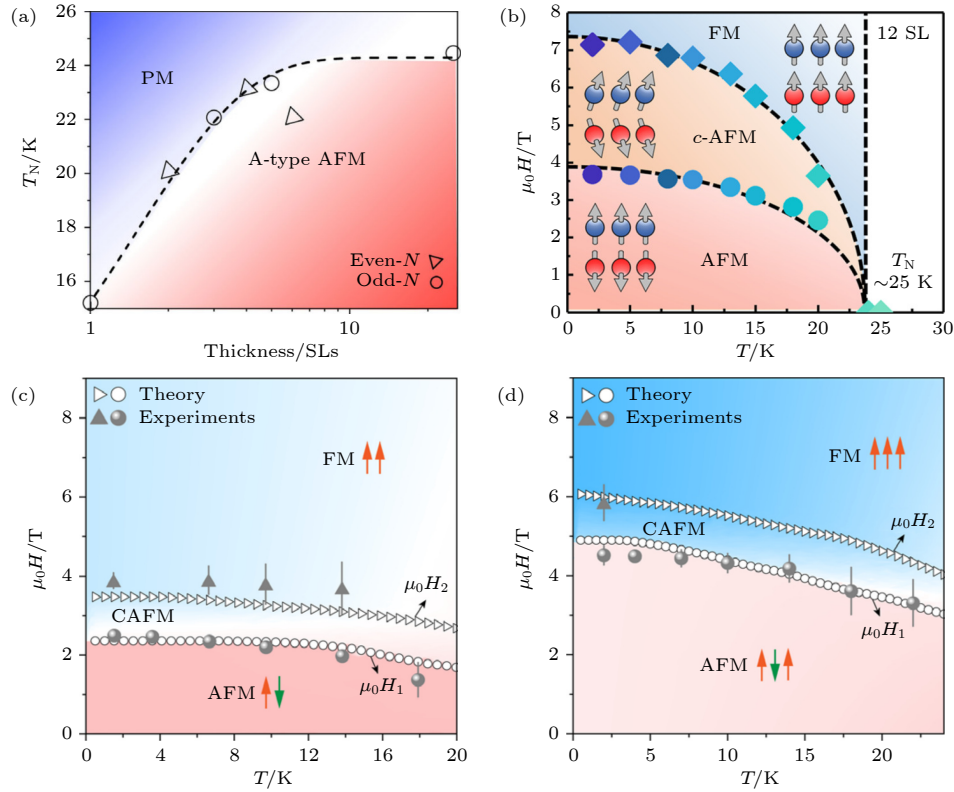 (a)
26
24
22
20
18
16
T_N/K
PM
A-type AFM
Even-N
Odd-N
1
10
Thickness/SLs
(b)
8
7
6
5
4
3
2
1
0
μ₀H/T
FM
12 SL
c-AFM
AFM
T_N
~25 K
0
5
10
15
20
25
30
T/K
(c)
8
6
4
2
0
μ₀H/T
Theory
Experiments
FM
CAFM
μ₀H₂
μ₀H₁
AFM
0
4
8
12
16
20
T/K
(d)
8
6
4
2
0
μ₀H/T
Theory
Experiments
FM
CAFM
μ₀H₂
μ₀H₁
AFM
0
5
10
15
20
T/K